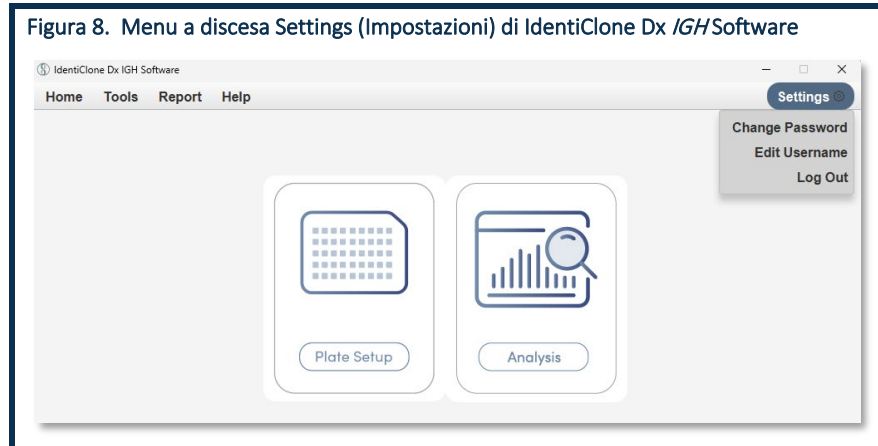 Figura 8. Menu a discesa Settings (Impostazioni) di IdentiClone Dx IGH Software
IdentiClone Dx IGH Software
Home Tools Report Help Settings
Change Password
Edit Username
Log Out
Plate Setup Analysis